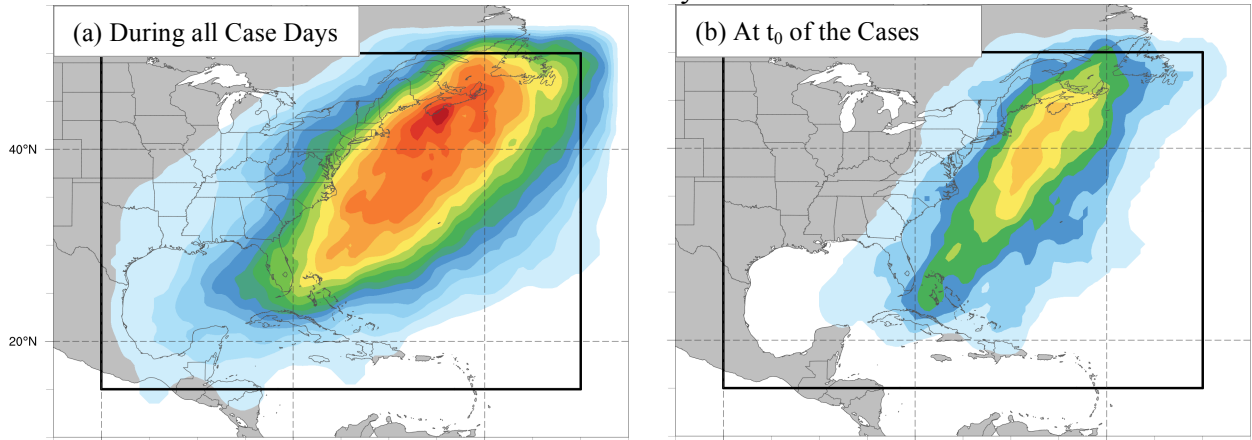 (a) During all Case Days
(b) At t₀ of the Cases
40°N
20°N